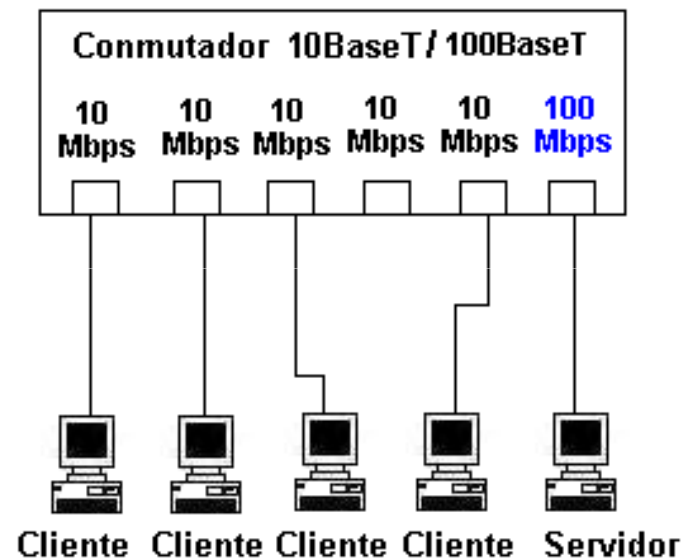 Conmutador 10BaseT/100BaseT
10 10 10 10 10 100
Mbps Mbps Mbps Mbps Mbps Mbps
Cliente Cliente Cliente Cliente Servidor